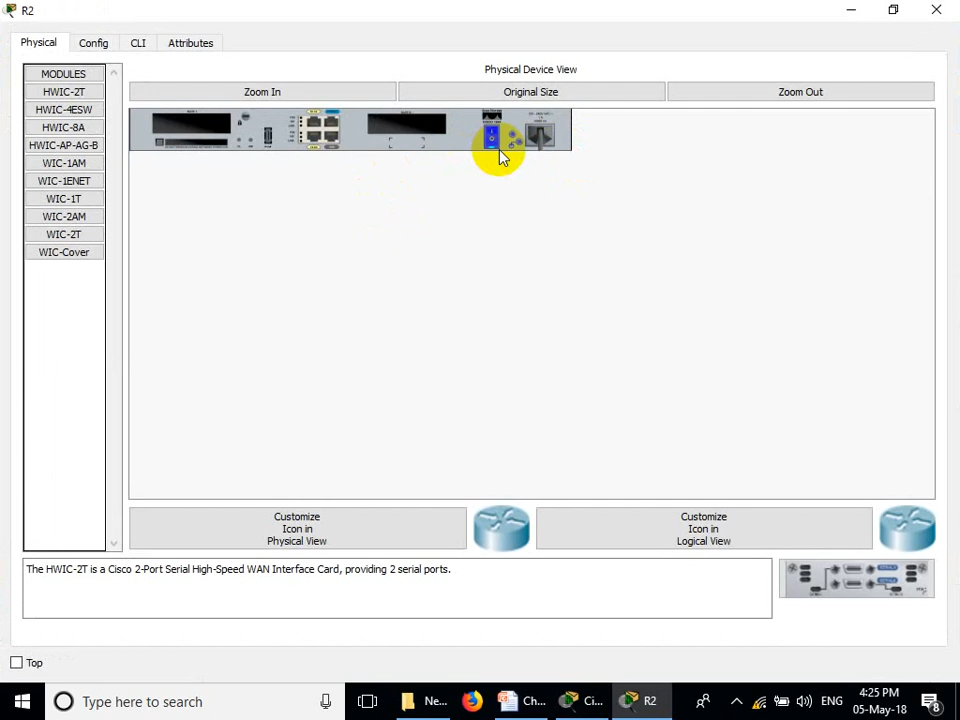 R2
Physical
Config
CLI
Attributes
MODULES
HWIC-2T
HWIC-4ESW
HWIC-8A
HWIC-AP-AG-B
WIC-1AM
WIC-1ENET
WIC-1T
WIC-2AM
WIC-2T
WIC-Cover
Physical Device View
Zoom In
Original Size
Zoom Out
Customize
Icon in
Physical View
Customize
Icon in
Logical View
The HWIC-2T is a Cisco 2-Port Serial High-Speed WAN Interface Card, providing 2 serial ports.
Top
Type here to search
Ne...
Ch...
Ci...
R2
ENG
4:25 PM
05-May-18
8